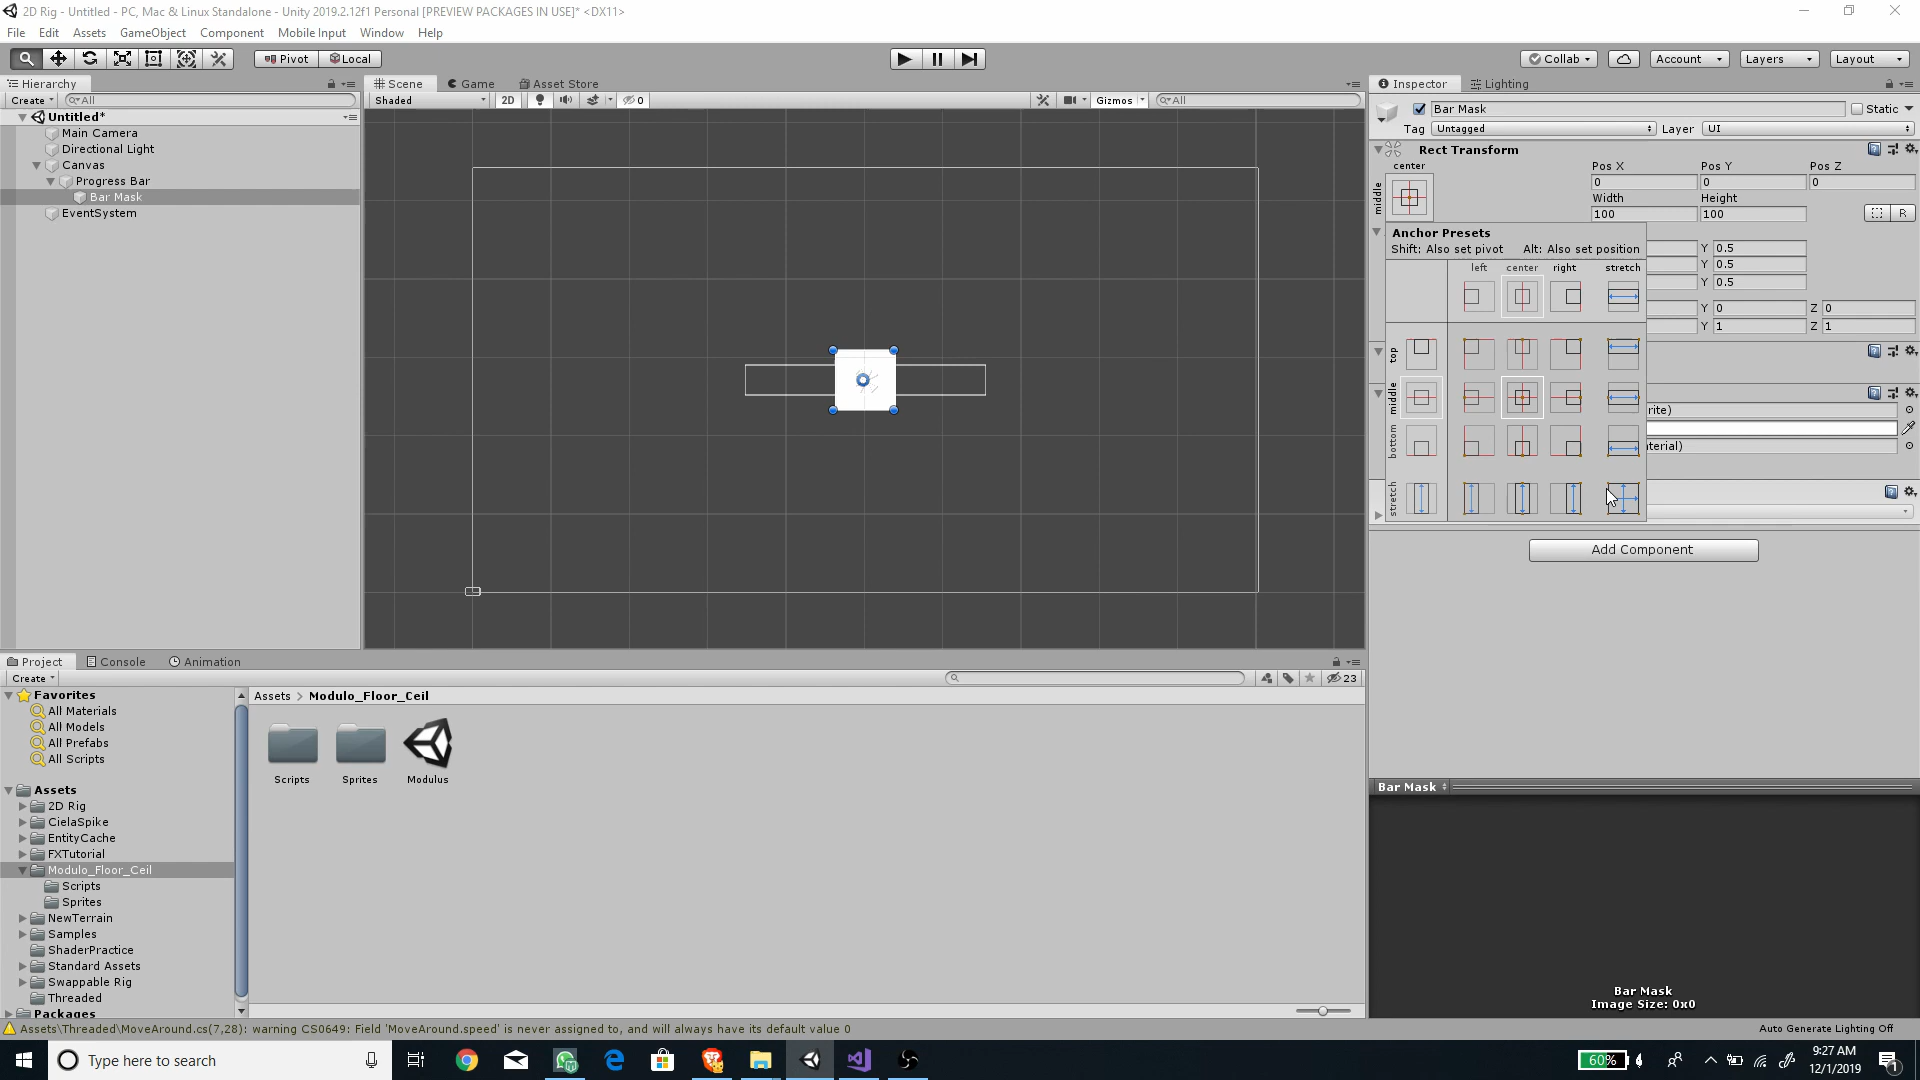 2D Rig - Untitled - PC, Mac & Linux Standalone - Unity 2019.2.12f1 Personal [PREVIEW PACKAGES IN USE]* <DX11>
File Edit Assets GameObject Component Mobile Input Window Help
Pivot Local Collab Account Layers Layout
Hierarchy Scene Game Asset Store Inspector Lighting
Create All Shaded 2D 0 Gizmos All
Bar Mask Static
Untitled*
Main Camera
Directional Light
Canvas
Progress Bar
Bar Mask
EventSystem
Tag Untagged Layer UI
Rect Transform
center Pos X Pos Y Pos Z
middle 0 0 0
Width Height
100 100 R
Anchor Presets
Shift: Also set pivot Alt: Also set position
Y 0.5
Y 0.5
Y 0.5
Y 0 Z 0
Y 1 Z 1
left center right stretch
top
middle
bottom
stretch
rite)
terial)
Add Component
Project Console Animation
Create 23
Favorites
All Materials
All Models
All Prefabs
All Scripts
Assets
2D Rig
CielaSpike
EntityCache
FXTutorial
Modulo_Floor_Ceil
Scripts
Sprites
NewTerrain
Samples
ShaderPractice
Standard Assets
Swappable Rig
Threaded
Packages
Assets > Modulo_Floor_Ceil
Scripts Sprites Modulus
Bar Mask
Bar Mask
Image Size: 0x0
Assets\Threaded\MoveAround.cs(7,28): warning CS0649: Field 'MoveAround.speed' is never assigned to, and will always have its default value 0
Auto Generate Lighting Off
Type here to search
60%
9:27 AM
12/1/2019
1